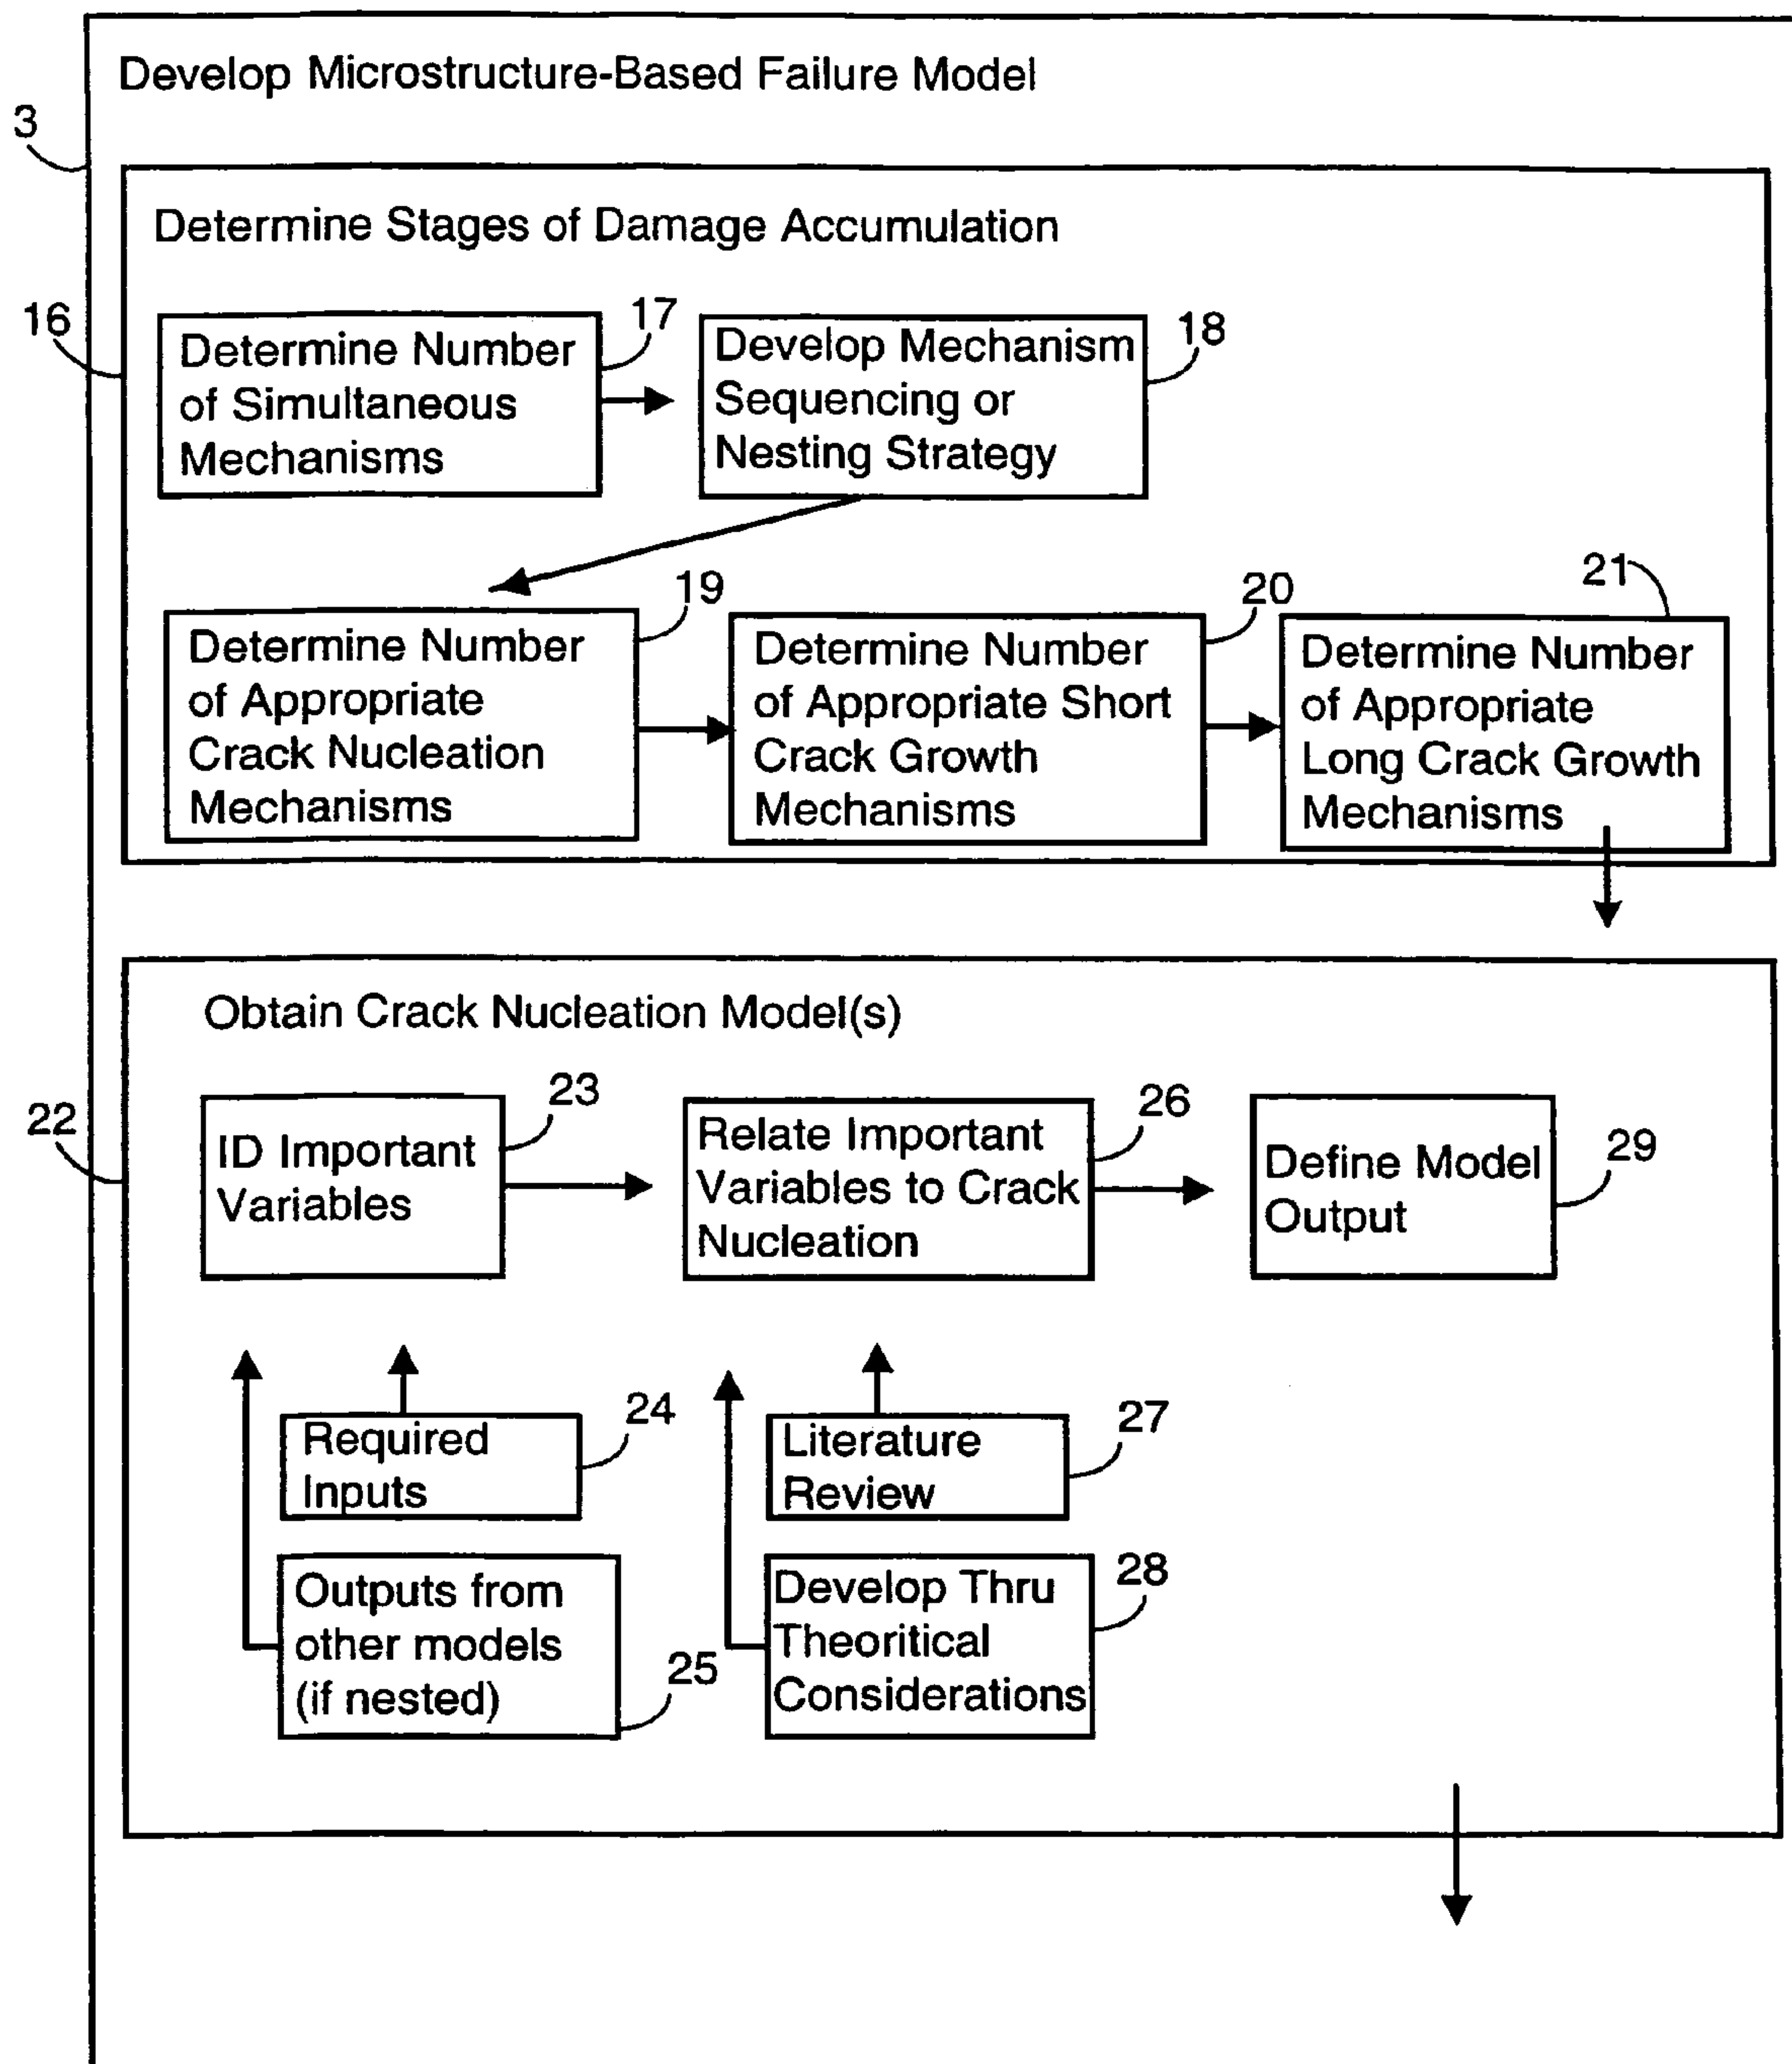 Develop Microstructure-Based Failure Model
3
Determine Stages of Damage Accumulation
16
17
18
Determine Number
of Simultaneous
Mechanisms
Develop Mechanism
Sequencing or
Nesting Strategy
19
20
21
Determine Number
of Appropriate
Crack Nucleation
Mechanisms
Determine Number
of Appropriate Short
Crack Growth
Mechanisms
Determine Number
of Appropriate
Long Crack Growth
Mechanisms
Obtain Crack Nucleation Model(s)
22
23
26
29
ID Important
Variables
Relate Important
Variables to Crack
Nucleation
Define Model
Output
24
27
Required
Inputs
Literature
Review
25
28
Outputs from
other models
(if nested)
Develop Thru
Theoritical
Considerations